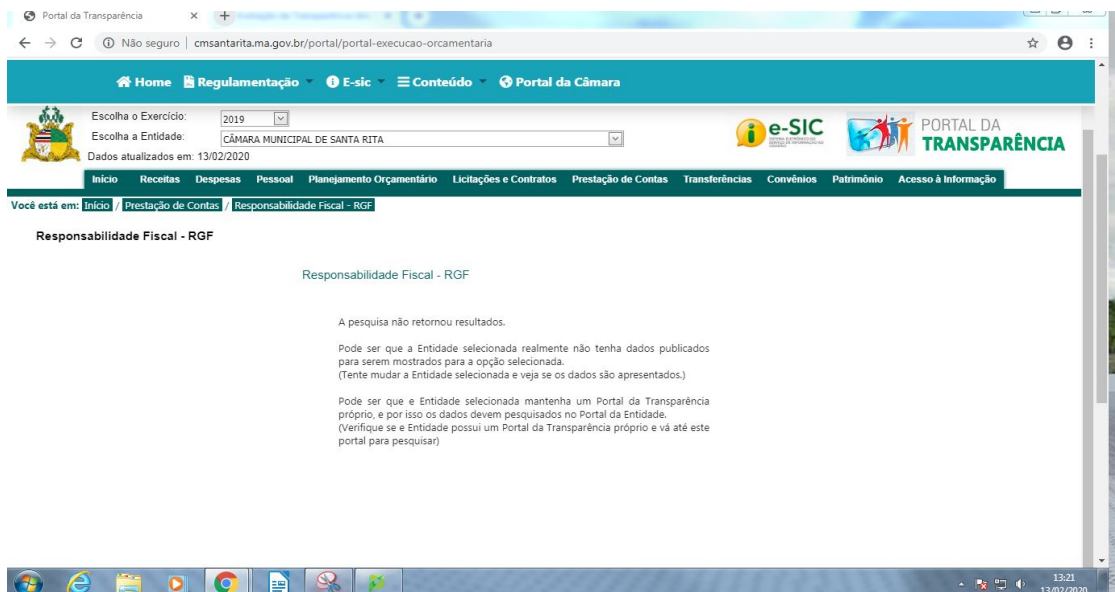 Portal da Transparência
Não seguro | cmsantarita.ma.gov.br/portal/portal-execucao-orcamentaria
Home Regulamentação E-sic Conteúdo Portal da Câmara
Escolha o Exercício: 2019
Escolha a Entidade: CÂMARA MUNICIPAL DE SANTA RITA
Dados atualizados em: 13/02/2020
e-SIC
PORTAL DA
TRANSPARÊNCIA
Início Receitas Despesas Pessoal Planejamento Orçamentário Licitações e Contratos Prestação de Contas Transferências Convênios Patrimônio Acesso à Informação
Você está em: Início / Prestação de Contas / Responsabilidade Fiscal - RGF
Responsabilidade Fiscal - RGF
Responsabilidade Fiscal - RGF
A pesquisa não retornou resultados.
Pode ser que a Entidade selecionada realmente não tenha dados publicados
para serem mostrados para a opção selecionada.
(Tente mudar a Entidade selecionada e veja se os dados são apresentados.)
Pode ser que e Entidade selecionada mantenha um Portal da Transparência
próprio, e por isso os dados devem pesquisados no Portal da Entidade.
(Verifique se e Entidade possui um Portal da Transparência próprio e vá até este
portal para pesquisar)
13:21
13/02/2020